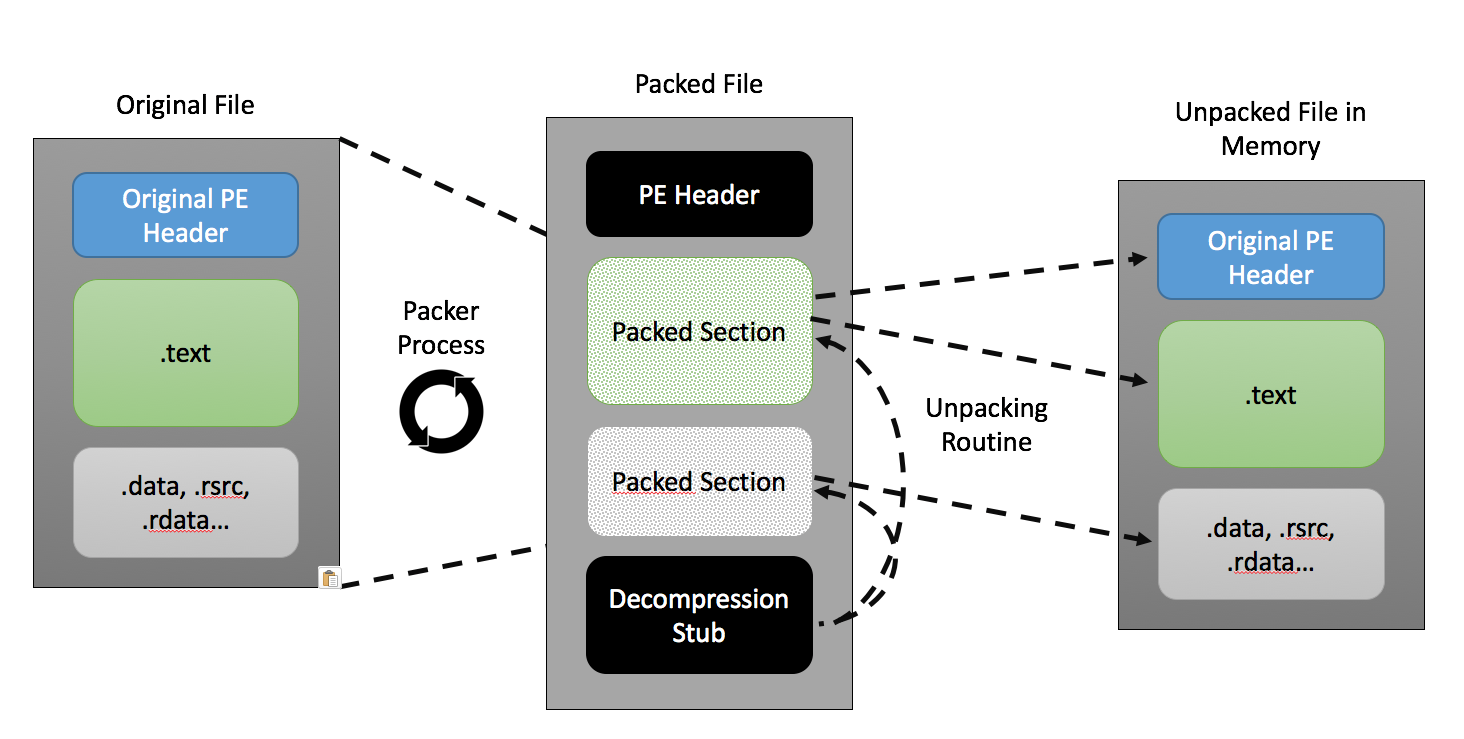 Original File
Original PE
Header
.text
.data, .rsrc,
.rdata...
Packer
Process
Packed File
PE Header
Packed Section
Packed Section
Decompression
Stub
Unpacking
Routine
Unpacked File in
Memory
Original PE
Header
.text
.data, .rsrc,
.rdata...